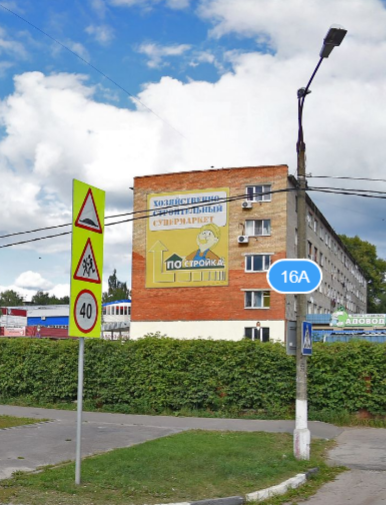 ХОЗЯЙСТВЕННО
СТРОИТЕЛЬНЫЙ
СУПЕРМАРКЕТ
ПОСТРОЙКА
16А
40